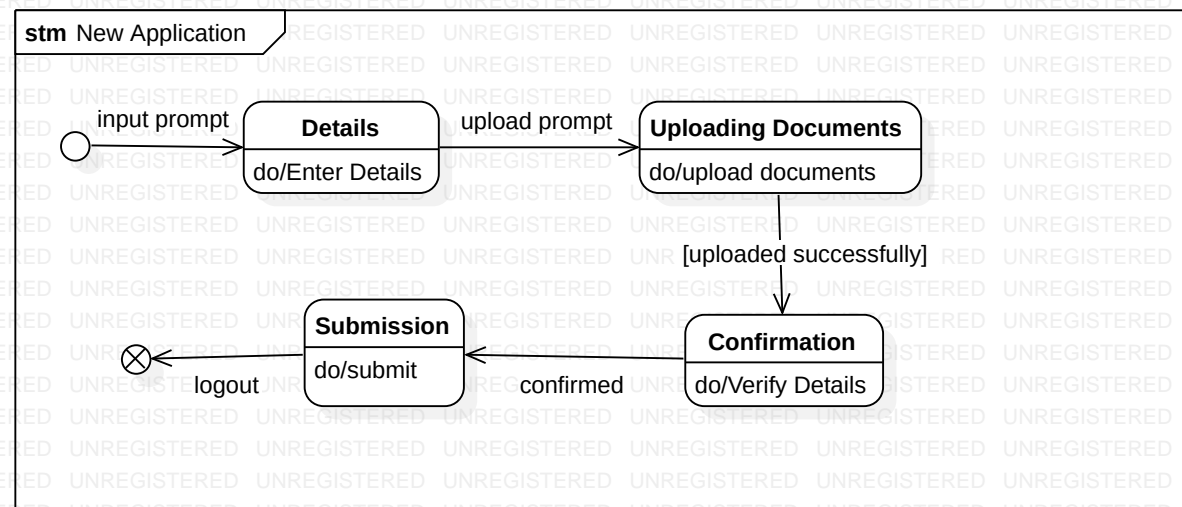 stm New Application
input prompt
Details
do/Enter Details
upload prompt
Uploading Documents
do/upload documents
[uploaded successfully]
Confirmation
do/Verify Details
confirmed
Submission
do/submit
logout
UNREGISTERED